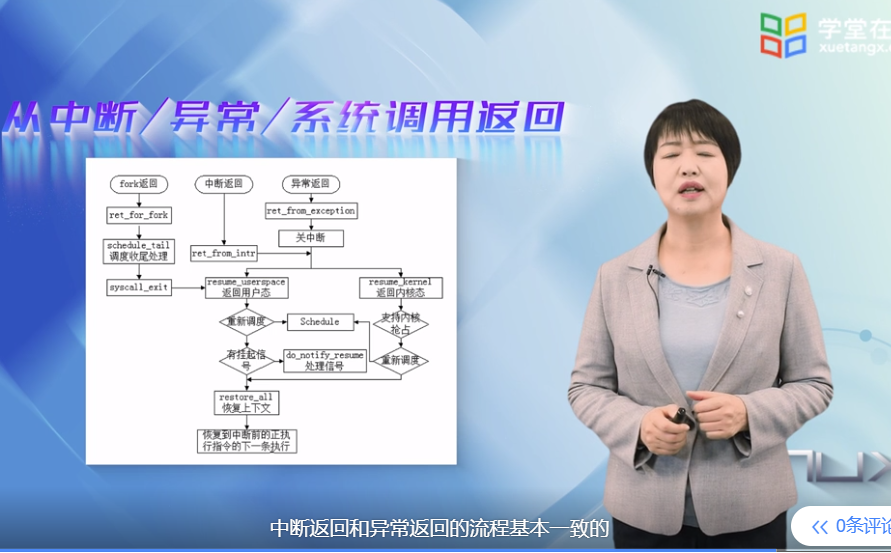 学堂在
xuetangx.c
从中断/异常/系统调用返回
fork返回
中断返回
异常返回
ret_for_fork
ret_from_exception
关中断
schedule_tail
调度收尾处理
ret_from_intr
syscall_exit
resume_userspace
返回用户态
resume_kernel
返回内核态
重新调度
Schedule
支持内核
抢占
有挂起信
号
do_notify_resume
处理信号
重新调度
restore_all
恢复上下文
恢复到中断前的正执
行指令的下一条执行
中断返回和异常返回的流程基本一致的
0条评论